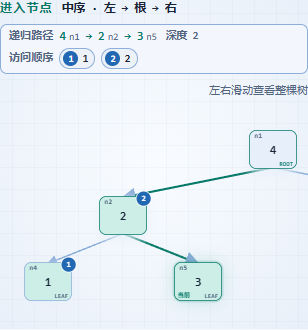 进入节点 中序 · 左 → 根 → 右
递归路径 4 n1 → 2 n2 → 3 n5 深度 2
访问顺序 1 1 2 2
左右滑动查看整棵树
n1
4
ROOT
n2
2
2
n4
1
1
LEAF
n5
3
当前 LEAF